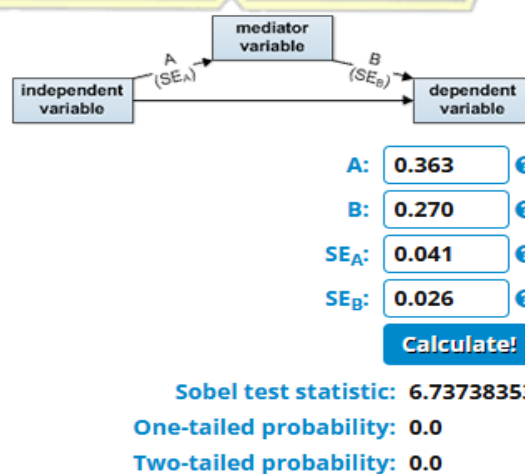 mediator
variable
A
(SEA)
B
(SEB)
independent
variable
dependent
variable
A: 0.363
B: 0.270
SEA: 0.041
SEB: 0.026
Calculate!
Sobel test statistic: 6.73738353
One-tailed probability: 0.0
Two-tailed probability: 0.0